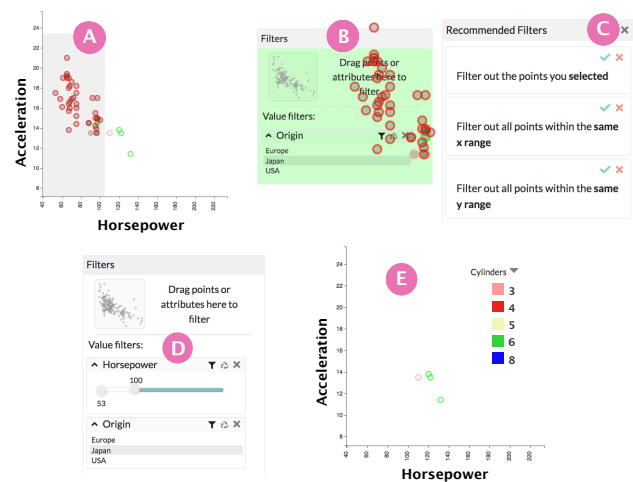 A
24
22
20
18
16
14
12
10
8
Acceleration
40
60
80
100
120
140
160
180
200
220
Horsepower
B
Filters
Drag points or
attributes here to
filter
Value filters:
Origin
Europe
Japan
USA
C
Recommended Filters
Filter out the points you selected
Filter out all points within the same
x range
Filter out all points within the same
y range
Filters
Drag points or
attributes here to
filter
Value filters:
D
Horsepower
100
53
Origin
Europe
Japan
USA
E
24
22
20
18
16
14
12
10
8
Acceleration
40
60
80
100
120
140
160
180
200
220
Horsepower
Cylinders
3
4
5
6
8